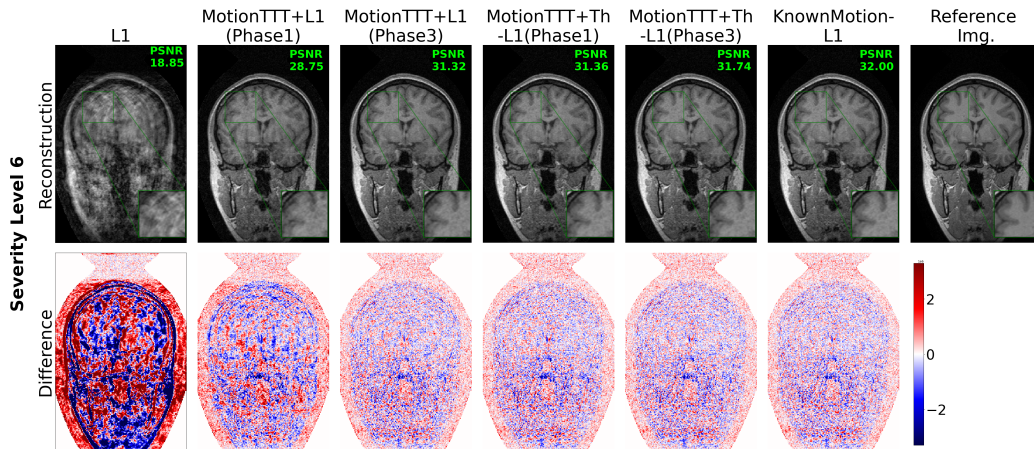 L1
MotionTTT+L1
(Phase1)
MotionTTT+L1
(Phase3)
MotionTTT+Th
-L1(Phase1)
MotionTTT+Th
-L1(Phase3)
KnownMotion-
L1
Reference
Img.
Severity Level 6
Reconstruction
PSNR
18.85
PSNR
28.75
PSNR
31.32
PSNR
31.36
PSNR
31.74
PSNR
32.00
Difference
2
0
−2